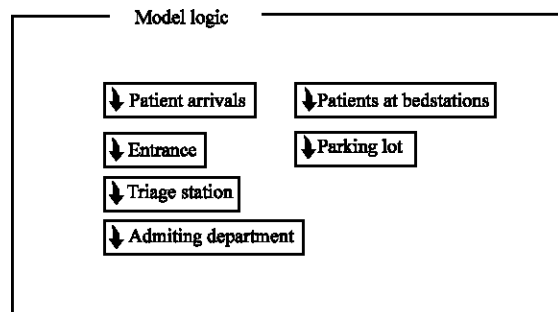 Model logic
Patient arrivals
Entrance
Triage station
Admiting department
Patients at bedstations
Parking lot